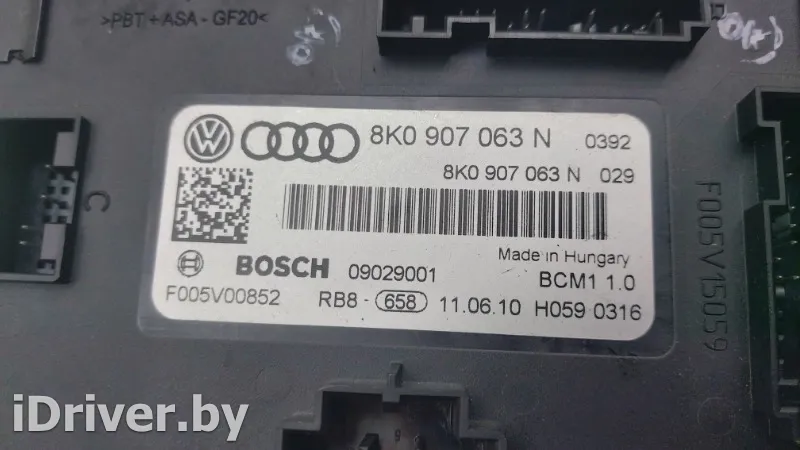 >PBT+ASA-GF20<
8K0 907 063 N 0392
8K0 907 063 N 029
C
Made in Hungary
BOSCH 09029001 BCM1 1.0
F005V00852 RB8- 658 11.06.10 H059 0316
F005V15059
iDriver.by